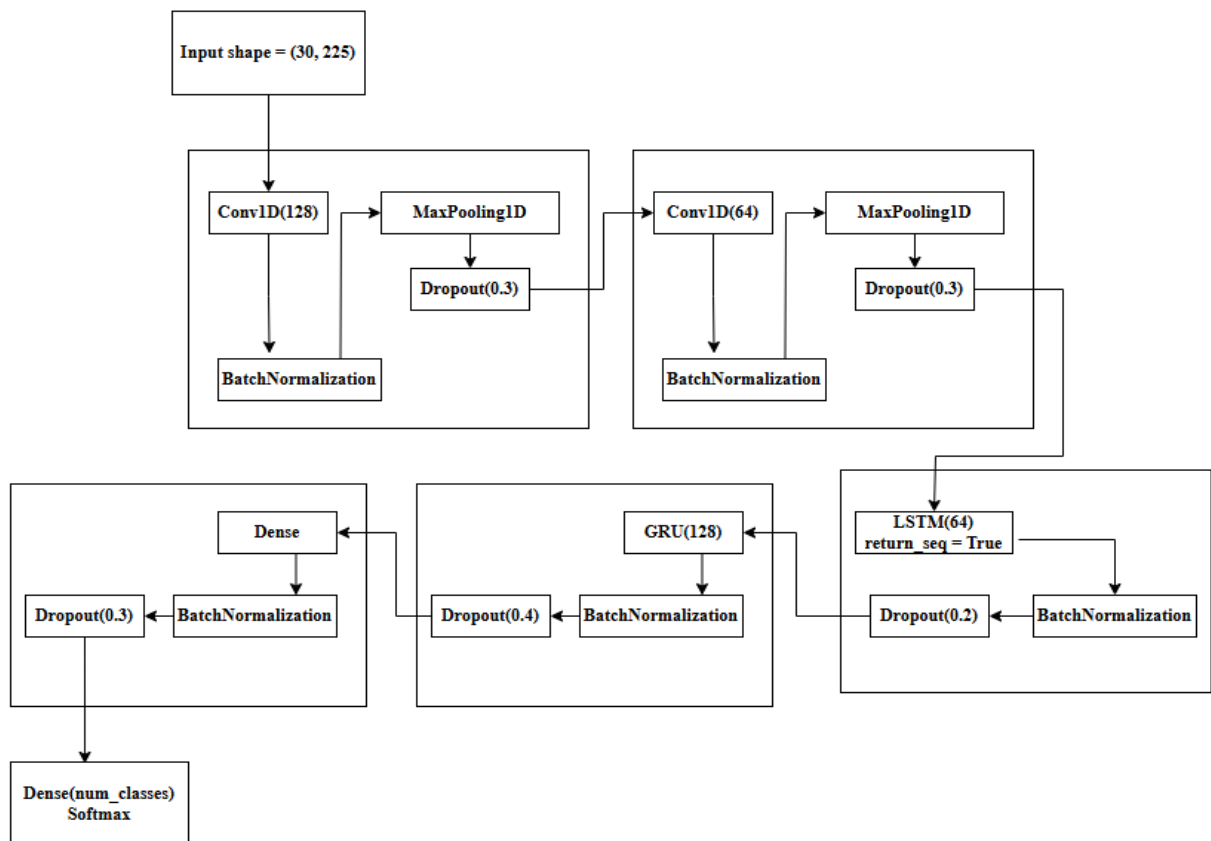 Input shape = (30, 225)
Conv1D(128)
BatchNormalization
MaxPooling1D
Dropout(0.3)
Conv1D(64)
BatchNormalization
MaxPooling1D
Dropout(0.3)
LSTM(64)
return_seq = True
BatchNormalization
Dropout(0.2)
GRU(128)
BatchNormalization
Dropout(0.4)
Dense
BatchNormalization
Dropout(0.3)
Dense(num_classes)
Softmax